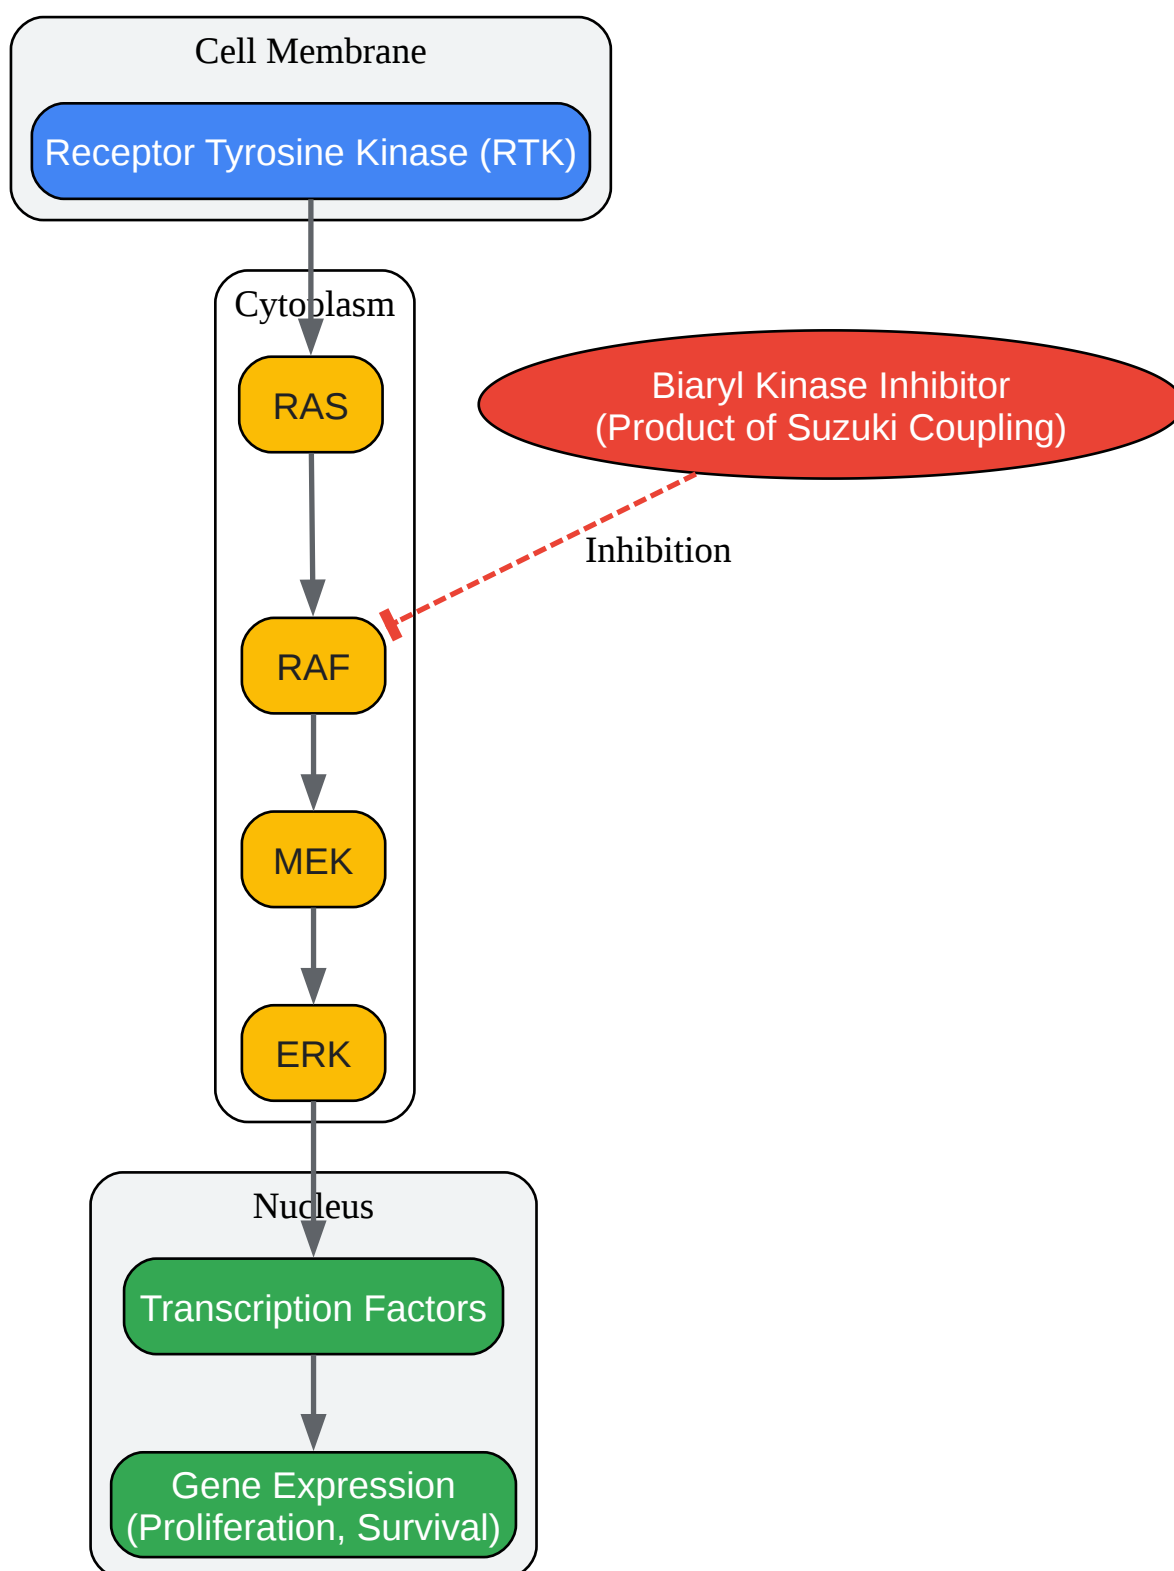 Cell Membrane
Receptor Tyrosine Kinase (RTK)
Cytoplasm
RAS
Biaryl Kinase Inhibitor
(Product of Suzuki Coupling)
Inhibition
RAF
MEK
ERK
Nucleus
Transcription Factors
Gene Expression
(Proliferation, Survival)